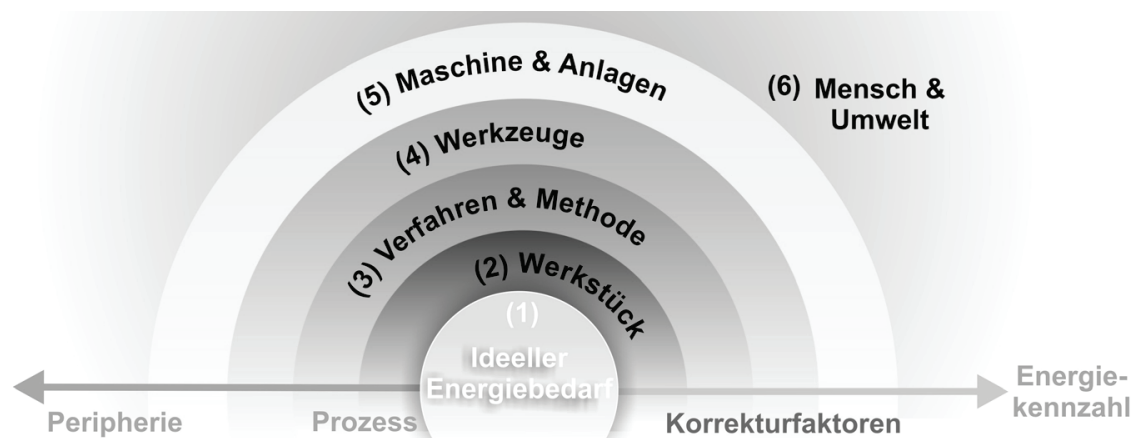 (5) Maschine & Anlagen
(6) Mensch &
Umwelt
(4) Werkzeuge
(3) Verfahren & Methode
(2) Werkstück
(1)
Ideeller
Energiebedarf
Peripherie
Prozess
Korrekturfaktoren
Energie-
kennzahl